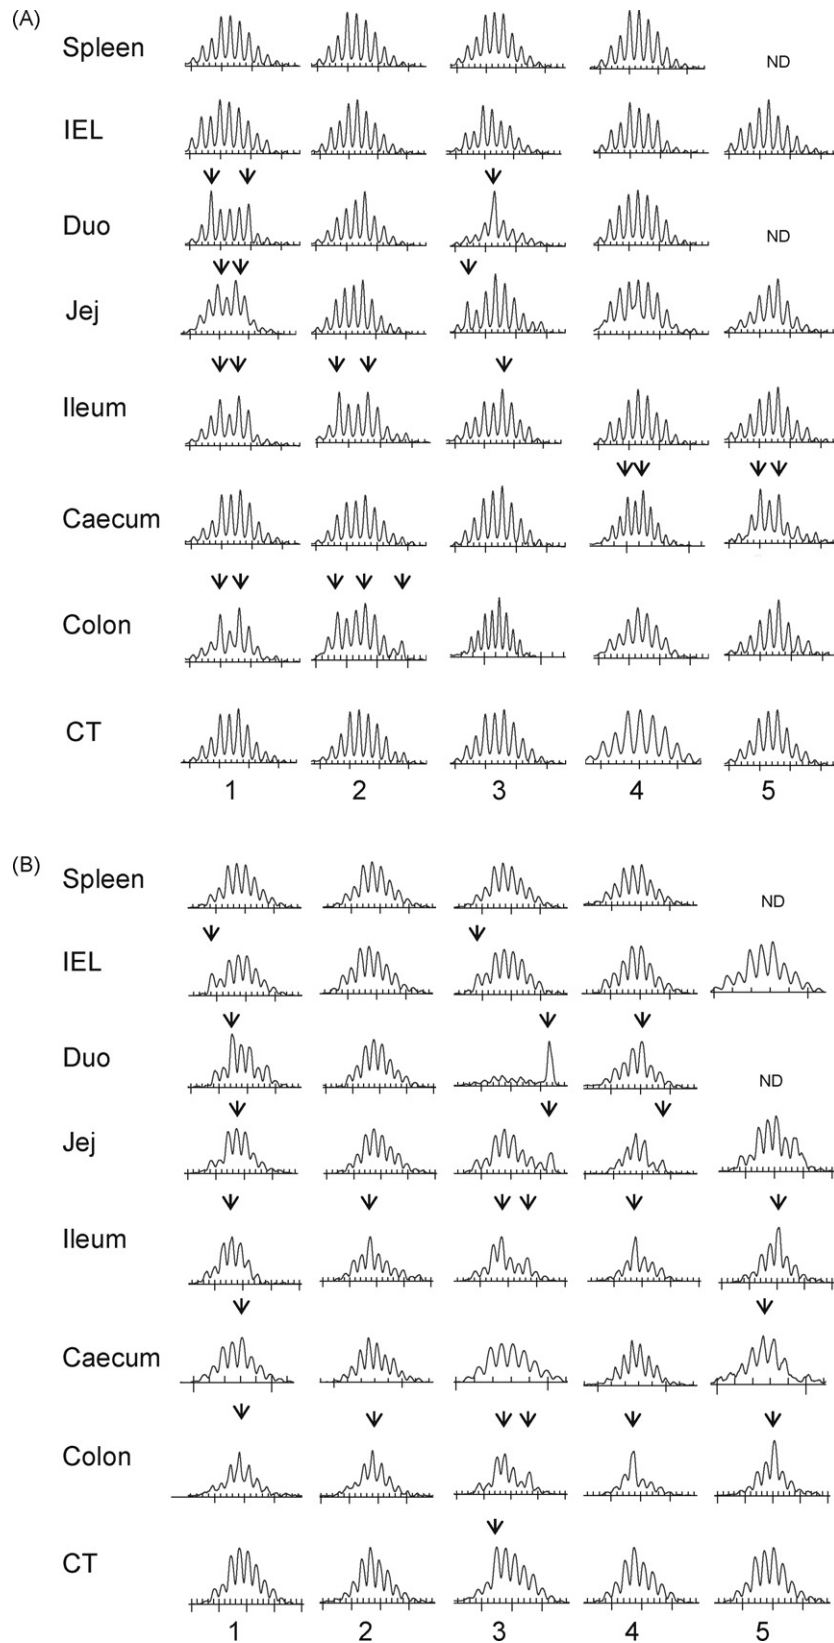 (A)
Spleen ND
IEL
Duo ND
Jej
Ileum
Caecum
Colon
CT
1 2 3 4 5
(B)
Spleen ND
IEL
Duo ND
Jej
Ileum
Caecum
Colon
CT
1 2 3 4 5